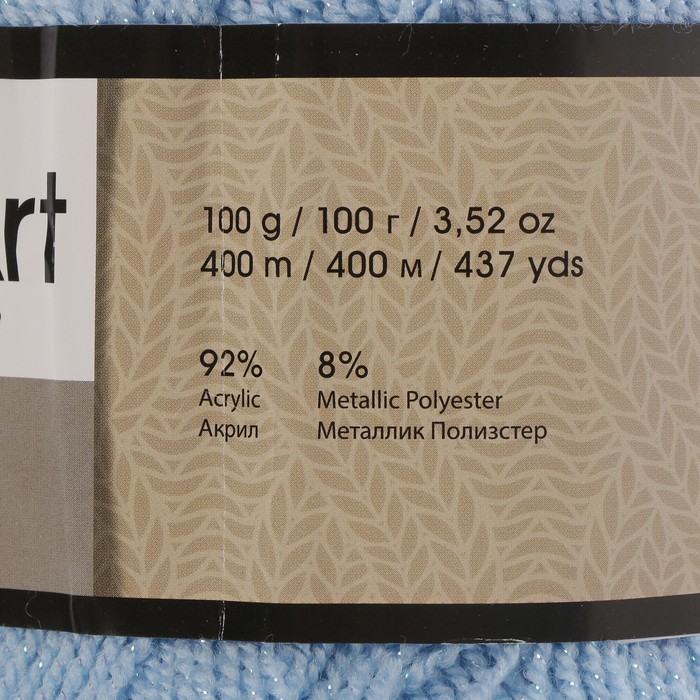 Art
100 g / 100 г / 3,52 oz
400 m / 400 м / 437 yds
92% 8%
Acrylic Metallic Polyester
Акрил Металлик Полизстер